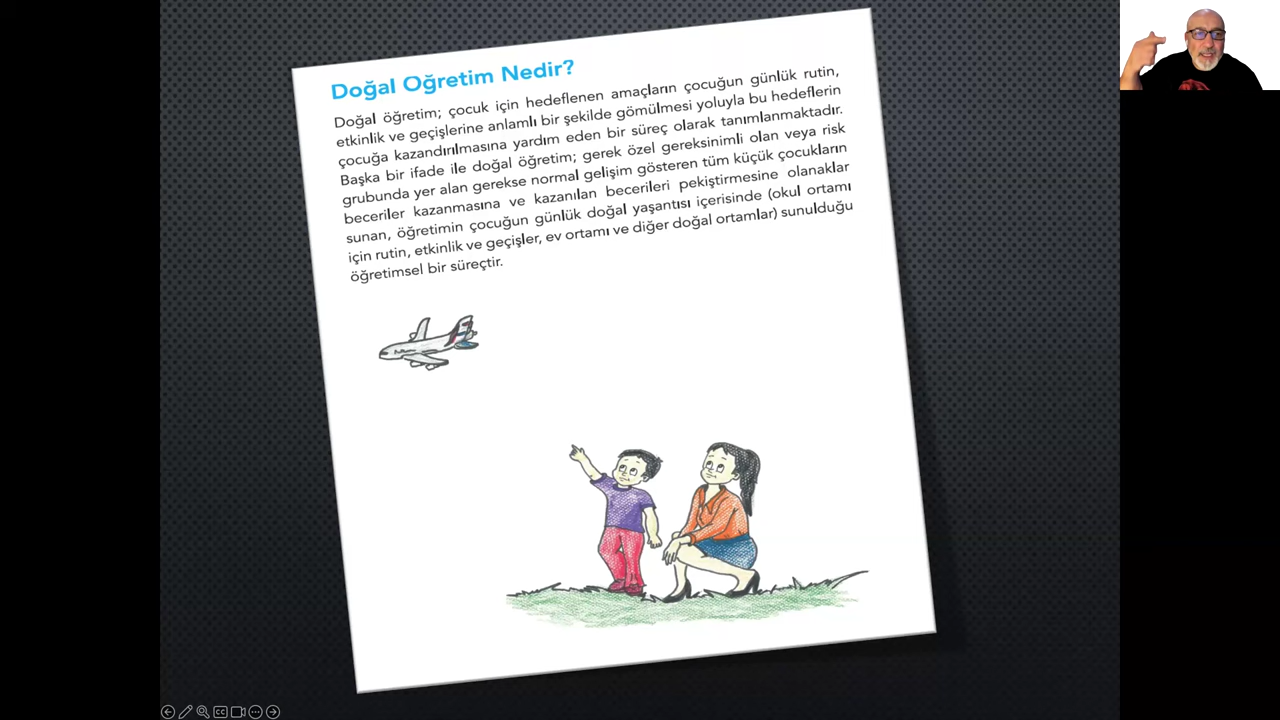 Doğal Öğretim Nedir?
Doğal öğretim; çocuk için hedeflenen amaçların çocuğun günlük rutin,
etkinlik ve geçişlerine anlamlı bir şekilde gömülmesi yoluyla bu hedeflerin
çocuğa kazandırılmasına yardım eden bir süreç olarak tanımlanmaktadır.
Başka bir ifade ile doğal öğretim; gerek özel gereksinimli olan veya risk
grubunda yer alan gerekse normal gelişim gösteren tüm küçük çocukların
beceriler kazanmasına ve kazanılan becerileri pekiştirmesine olanaklar
sunan, öğretimin çocuğun günlük doğal yaşantısı içerisinde (okul ortamı
için rutin, etkinlik ve geçişler, ev ortamı ve diğer doğal ortamlar) sunulduğu
öğretimsel bir süreçtir.